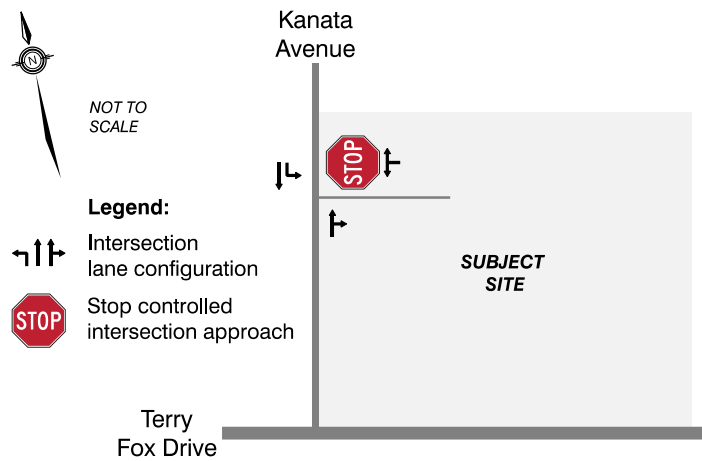 Kanata
Avenue
N
NOT TO
SCALE
STOP
Legend:
Intersection
lane configuration
SUBJECT
SITE
STOP
Stop controlled
intersection approach
Terry
Fox Drive